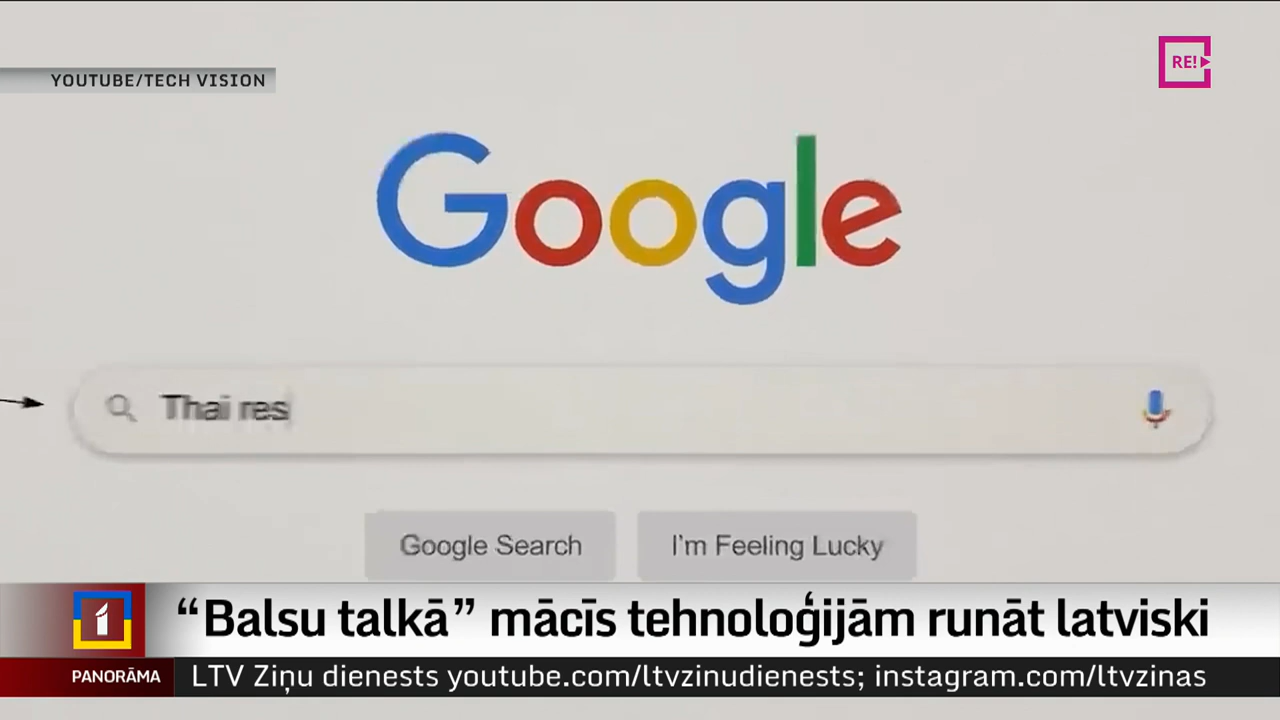 YOUTUBE/TECH VISION
RE!
Google
Thai res
Google Search
I'm Feeling Lucky
1
“Balsu talkā” mācīs tehnoloģijām runāt latviski
PANORĀMA
LTV Ziņu dienests youtube.com/ltvzinudienests; instagram.com/ltvzinas